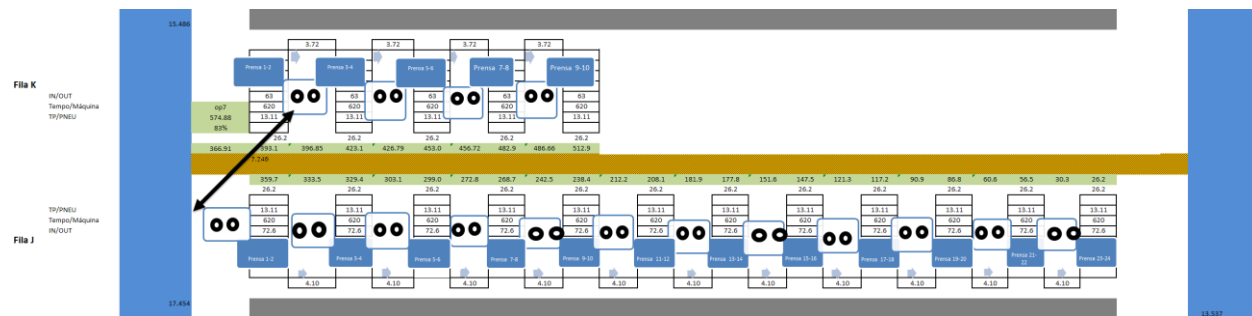 15.486
3.72 3.72 3.72 3.72
Prensa 1-2 Prensa 3-4 Prensa 5-6 Prensa 7-8 Prensa 9-10
Fila K
IN/OUT 63 63 63 63
Tempo/Máquina op7 620 620 620 620 620
TP/PNEU 574.88 13.11 13.11 13.11 13.11 13.11
83%
26.2 26.2 26.2 26.2 26.2
366.91 393.1 396.85 423.1 426.79 453.0 456.72 482.9 486.66 512.9
7.248
359.7 333.5 329.4 303.1 299.0 272.8 268.7 242.5 238.4 212.2 208.1 181.9 177.8 151.6 147.5 121.3 117.2 90.9 86.8 60.6 56.5 30.3 26.2
26.2 26.2 26.2 26.2 26.2 26.2 26.2 26.2 26.2 26.2 26.2 26.2
TP/PNEU 13.11 13.11 13.11 13.11 13.11 13.11 13.11 13.11 13.11 13.11 13.11 13.11
Tempo/Máquina 620 620 620 620 620 620 620 620 620 620 620 620
IN/OUT 72.6 72.6 72.6 72.6 72.6 72.6 72.6 72.6 72.6 72.6 72.6
Fila J
Prensa 1-2 Prensa 3-4 Prensa 5-6 Prensa 7-8 Prensa 9-10 Prensa 11-12 Prensa 13-14 Prensa 15-16 Prensa 17-18 Prensa 19-20 Prensa 21-22 Prensa 23-24
4.10 4.10 4.10 4.10 4.10 4.10 4.10 4.10 4.10 4.10 4.10
17.454
13.537